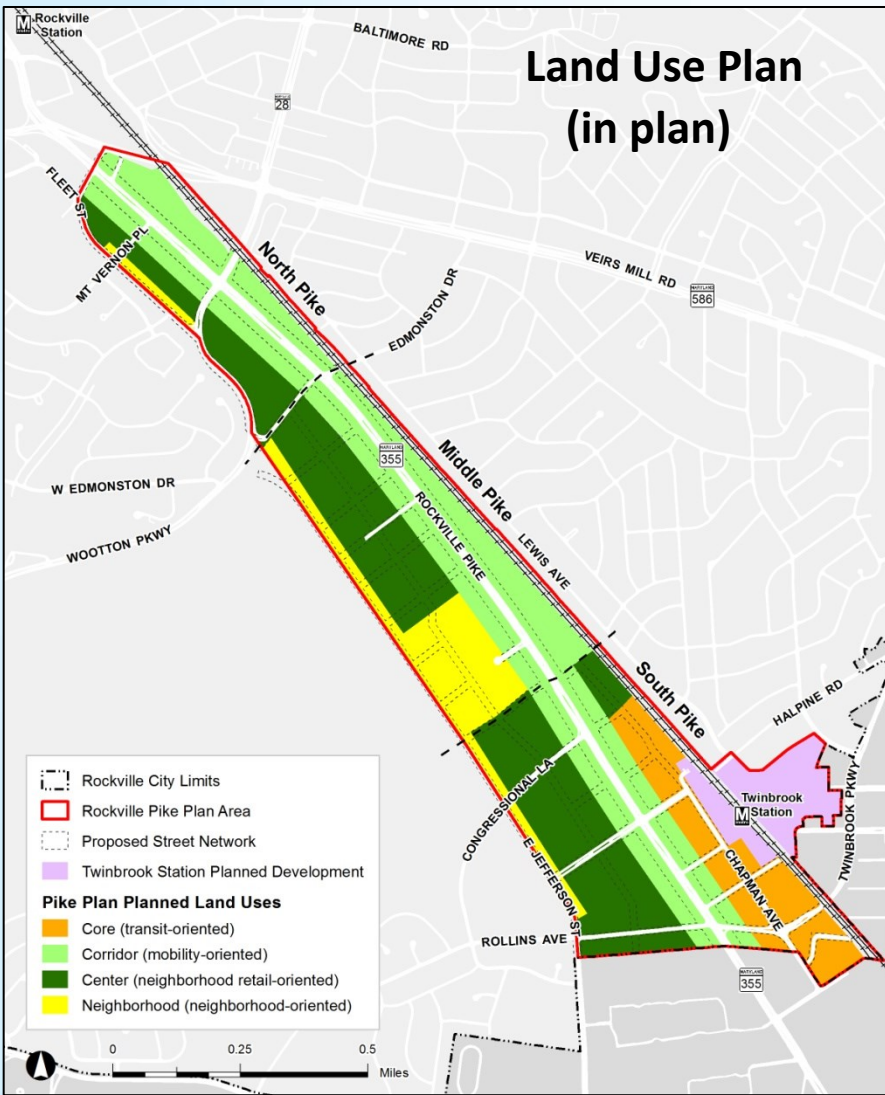 Rockville
Station
BALTIMORE RD
Land Use Plan
(in plan)
MARYLAND
28
FLEET ST
MT VERNON PL
North Pike
VEIRS MILL RD
MARYLAND
586
EDMONSTON DR
MARYLAND
355
Middle Pike
W EDMONSTON DR
ROCKVILLE PIKE
LEWIS AVE
WOOTTON PKWY
South Pike
HALPINE RD
Twinbrook
Station
TWINBROOK PKWY
CONGRESSIONAL LA
E JEFFERSON ST
CHAPMAN AVE
ROLLINS AVE
MARYLAND
355
Rockville City Limits
Rockville Pike Plan Area
Proposed Street Network
Twinbrook Station Planned Development
Pike Plan Planned Land Uses
Core (transit-oriented)
Corridor (mobility-oriented)
Center (neighborhood retail-oriented)
Neighborhood (neighborhood-oriented)
0 0.25 0.5
Miles